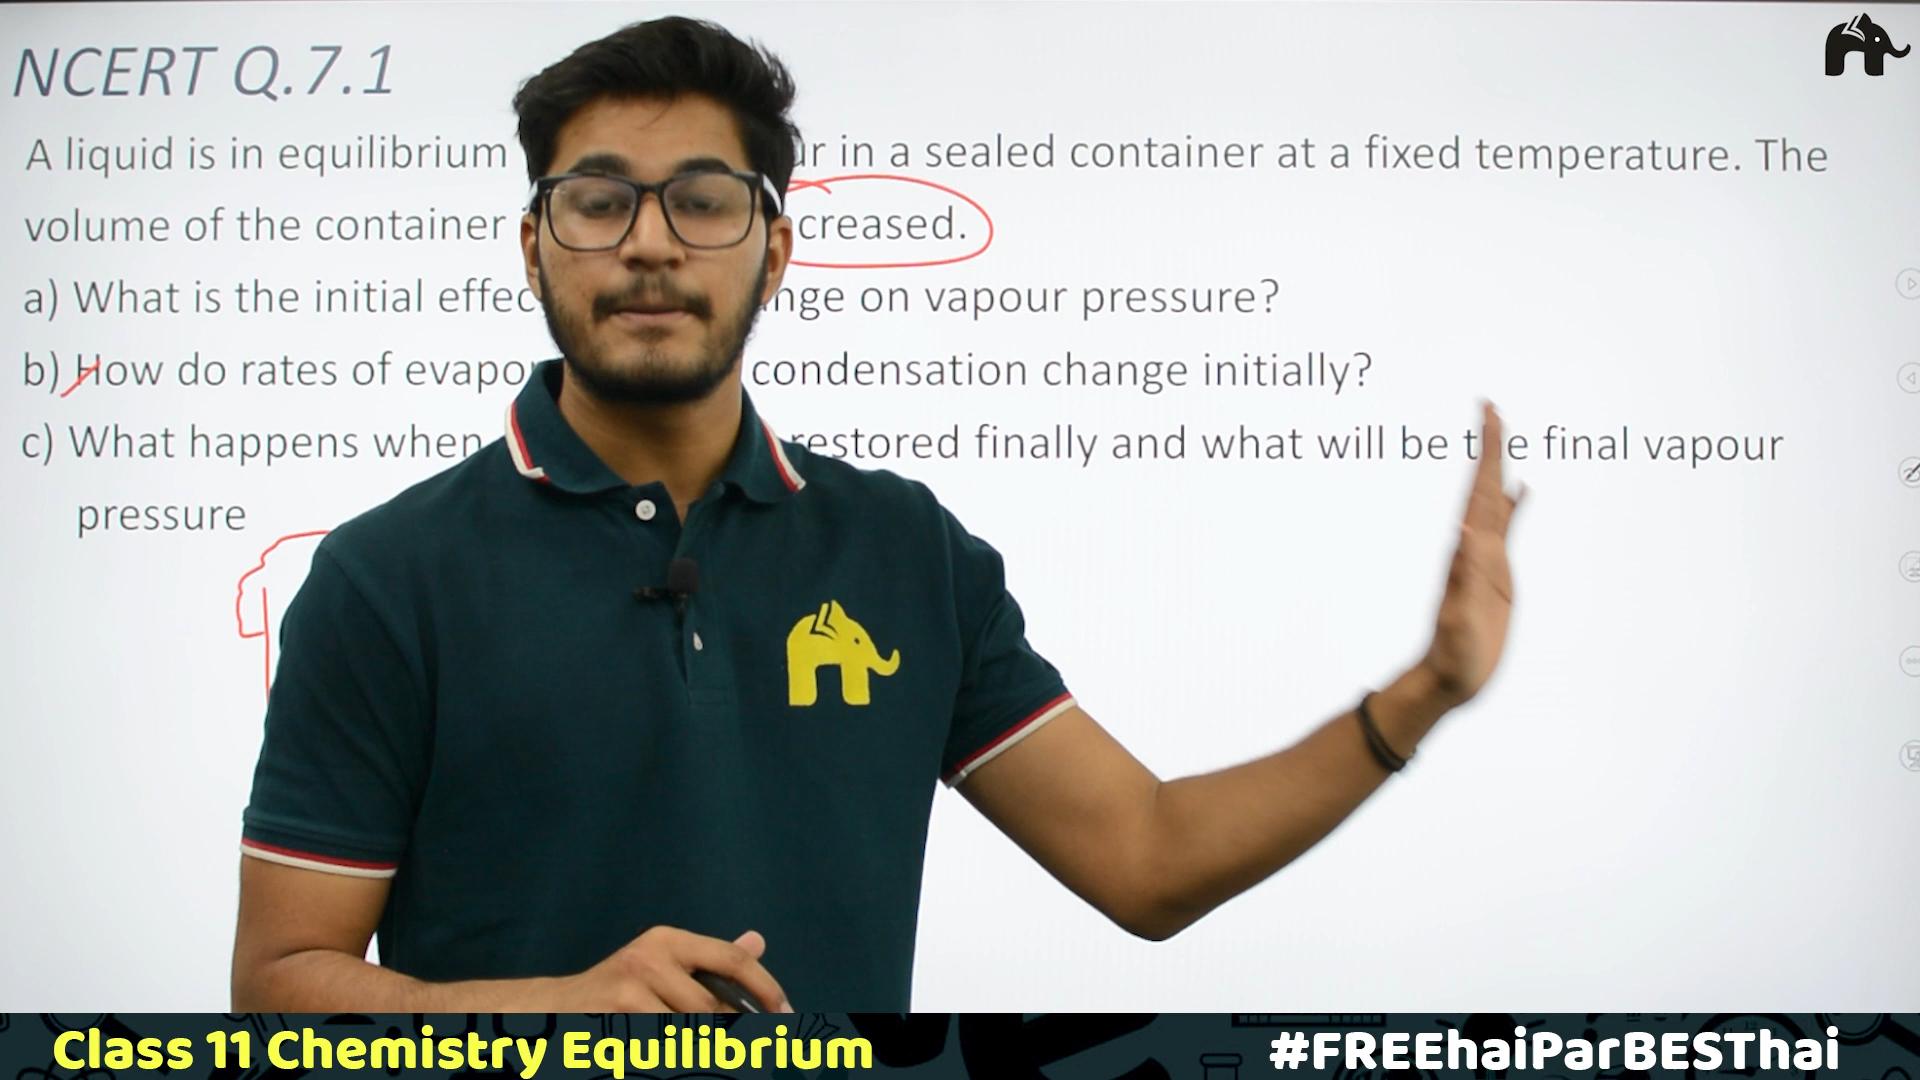 NCERT Q.7.1
A liquid is in equilibrium in a sealed container at a fixed temperature. The
volume of the container creased.
a) What is the initial effec nge on vapour pressure?
b) How do rates of evapo condensation change initially?
c) What happens when restored finally and what will be the final vapour
pressure
Class 11 Chemistry Equilibrium
#FREEhaiParBESThai